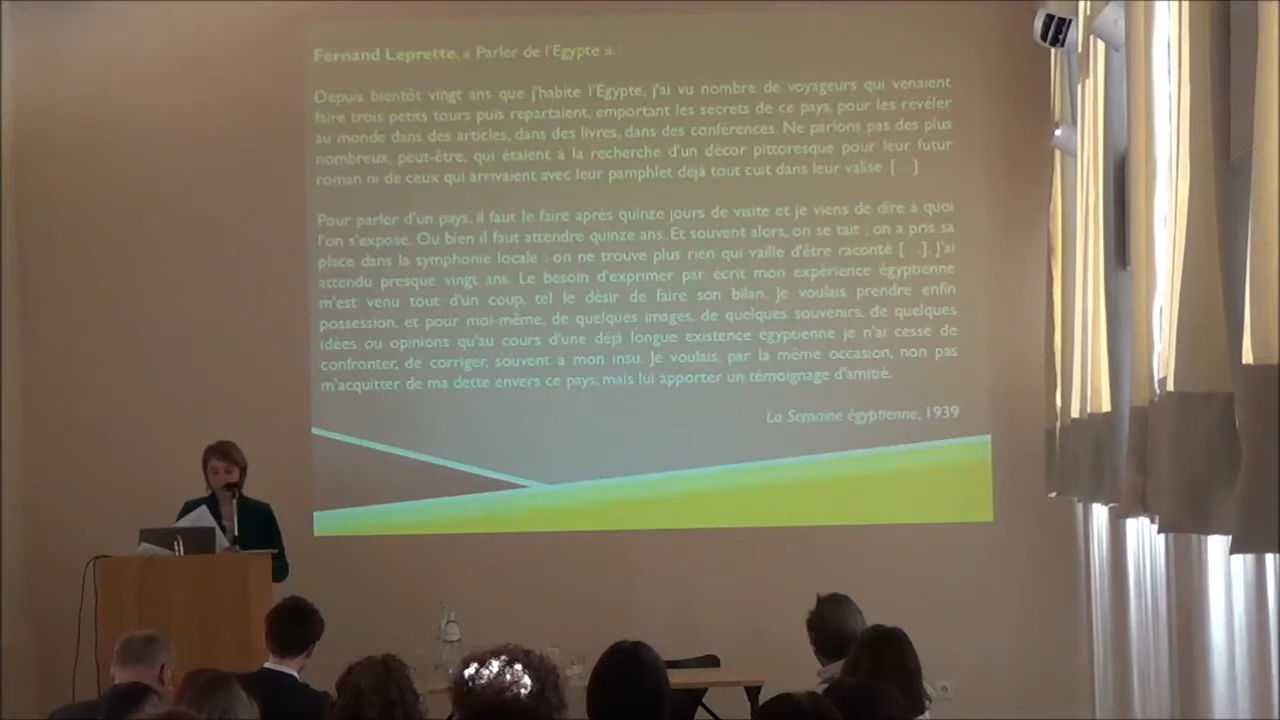 Fernand Leprette, « Parler de l'Égypte » :
Depuis bientôt vingt ans que j'habite l'Égypte, j'ai vu nombre de voyageurs qui venaient
faire trois petits tours puis repartaient, emportant les secrets de ce pays, pour les révéler
au monde dans des articles, dans des livres, dans des conférences. Ne parlons pas des plus
nombreux, peut-être, qui étaient à la recherche d'un décor pittoresque pour leur futur
roman ni de ceux qui arrivaient avec leur pamphlet déjà tout cuit dans leur valise. […]
Pour parler d'un pays, il faut le faire après quinze jours de visite et je viens de dire à quoi
l'on s'expose. Ou bien il faut attendre quinze ans. Et souvent alors, on se tait ; on a pris sa
place dans la symphonie locale : on ne trouve plus rien qui vaille d'être raconté […]. J'ai
attendu presque vingt ans. Le besoin d'exprimer par écrit mon expérience égyptienne
m'est venu tout d'un coup, tel le désir de faire son bilan. Je voulais prendre enfin
possession, et pour moi-même, de quelques images, de quelques souvenirs, de quelques
idées ou opinions qu'au cours d'une déjà longue existence égyptienne je n'ai cessé de
confronter, de corriger, souvent à mon insu. Je voulais, par la même occasion, non pas
m'acquitter de ma dette envers ce pays, mais lui apporter un témoignage d'amitié.
La Semaine égyptienne, 1939